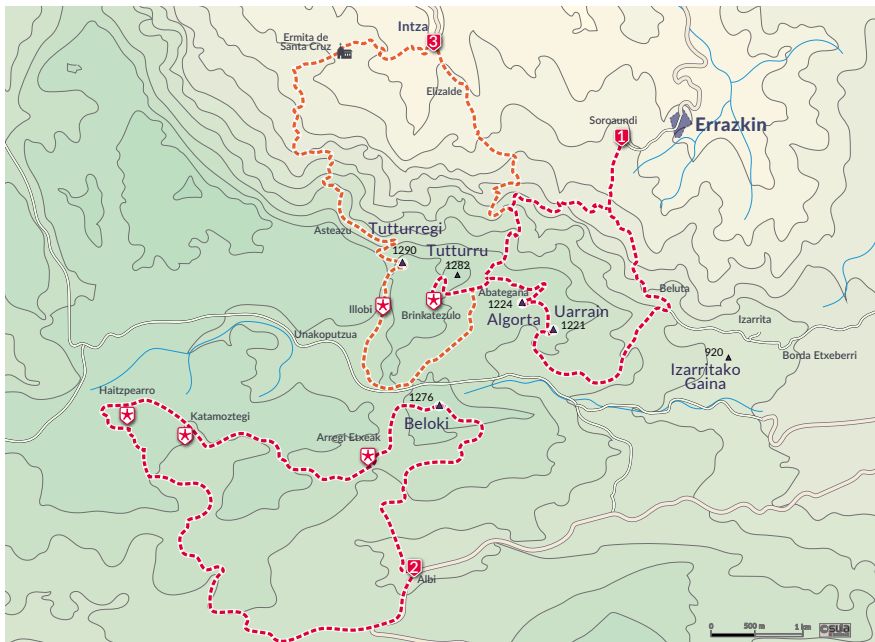 Intza
Ermita de
Santa Cruz
3
Elizalde
Soroaundi
1
Errazkin
Asteazu
Tutturregi
1290
Tutturru
1282
Beluta
Abategana
1224
Illobi
Brinkatezulo
Algorta
Uarrain
1221
Izarrita
Unakoputzua
920
Borda Etxeberri
Izarritako
Gaina
Haitzpearro
1276
Katamoztegi
Beloki
Arregi Etxeak
2
Albi
0 500 m 1 km
©sua